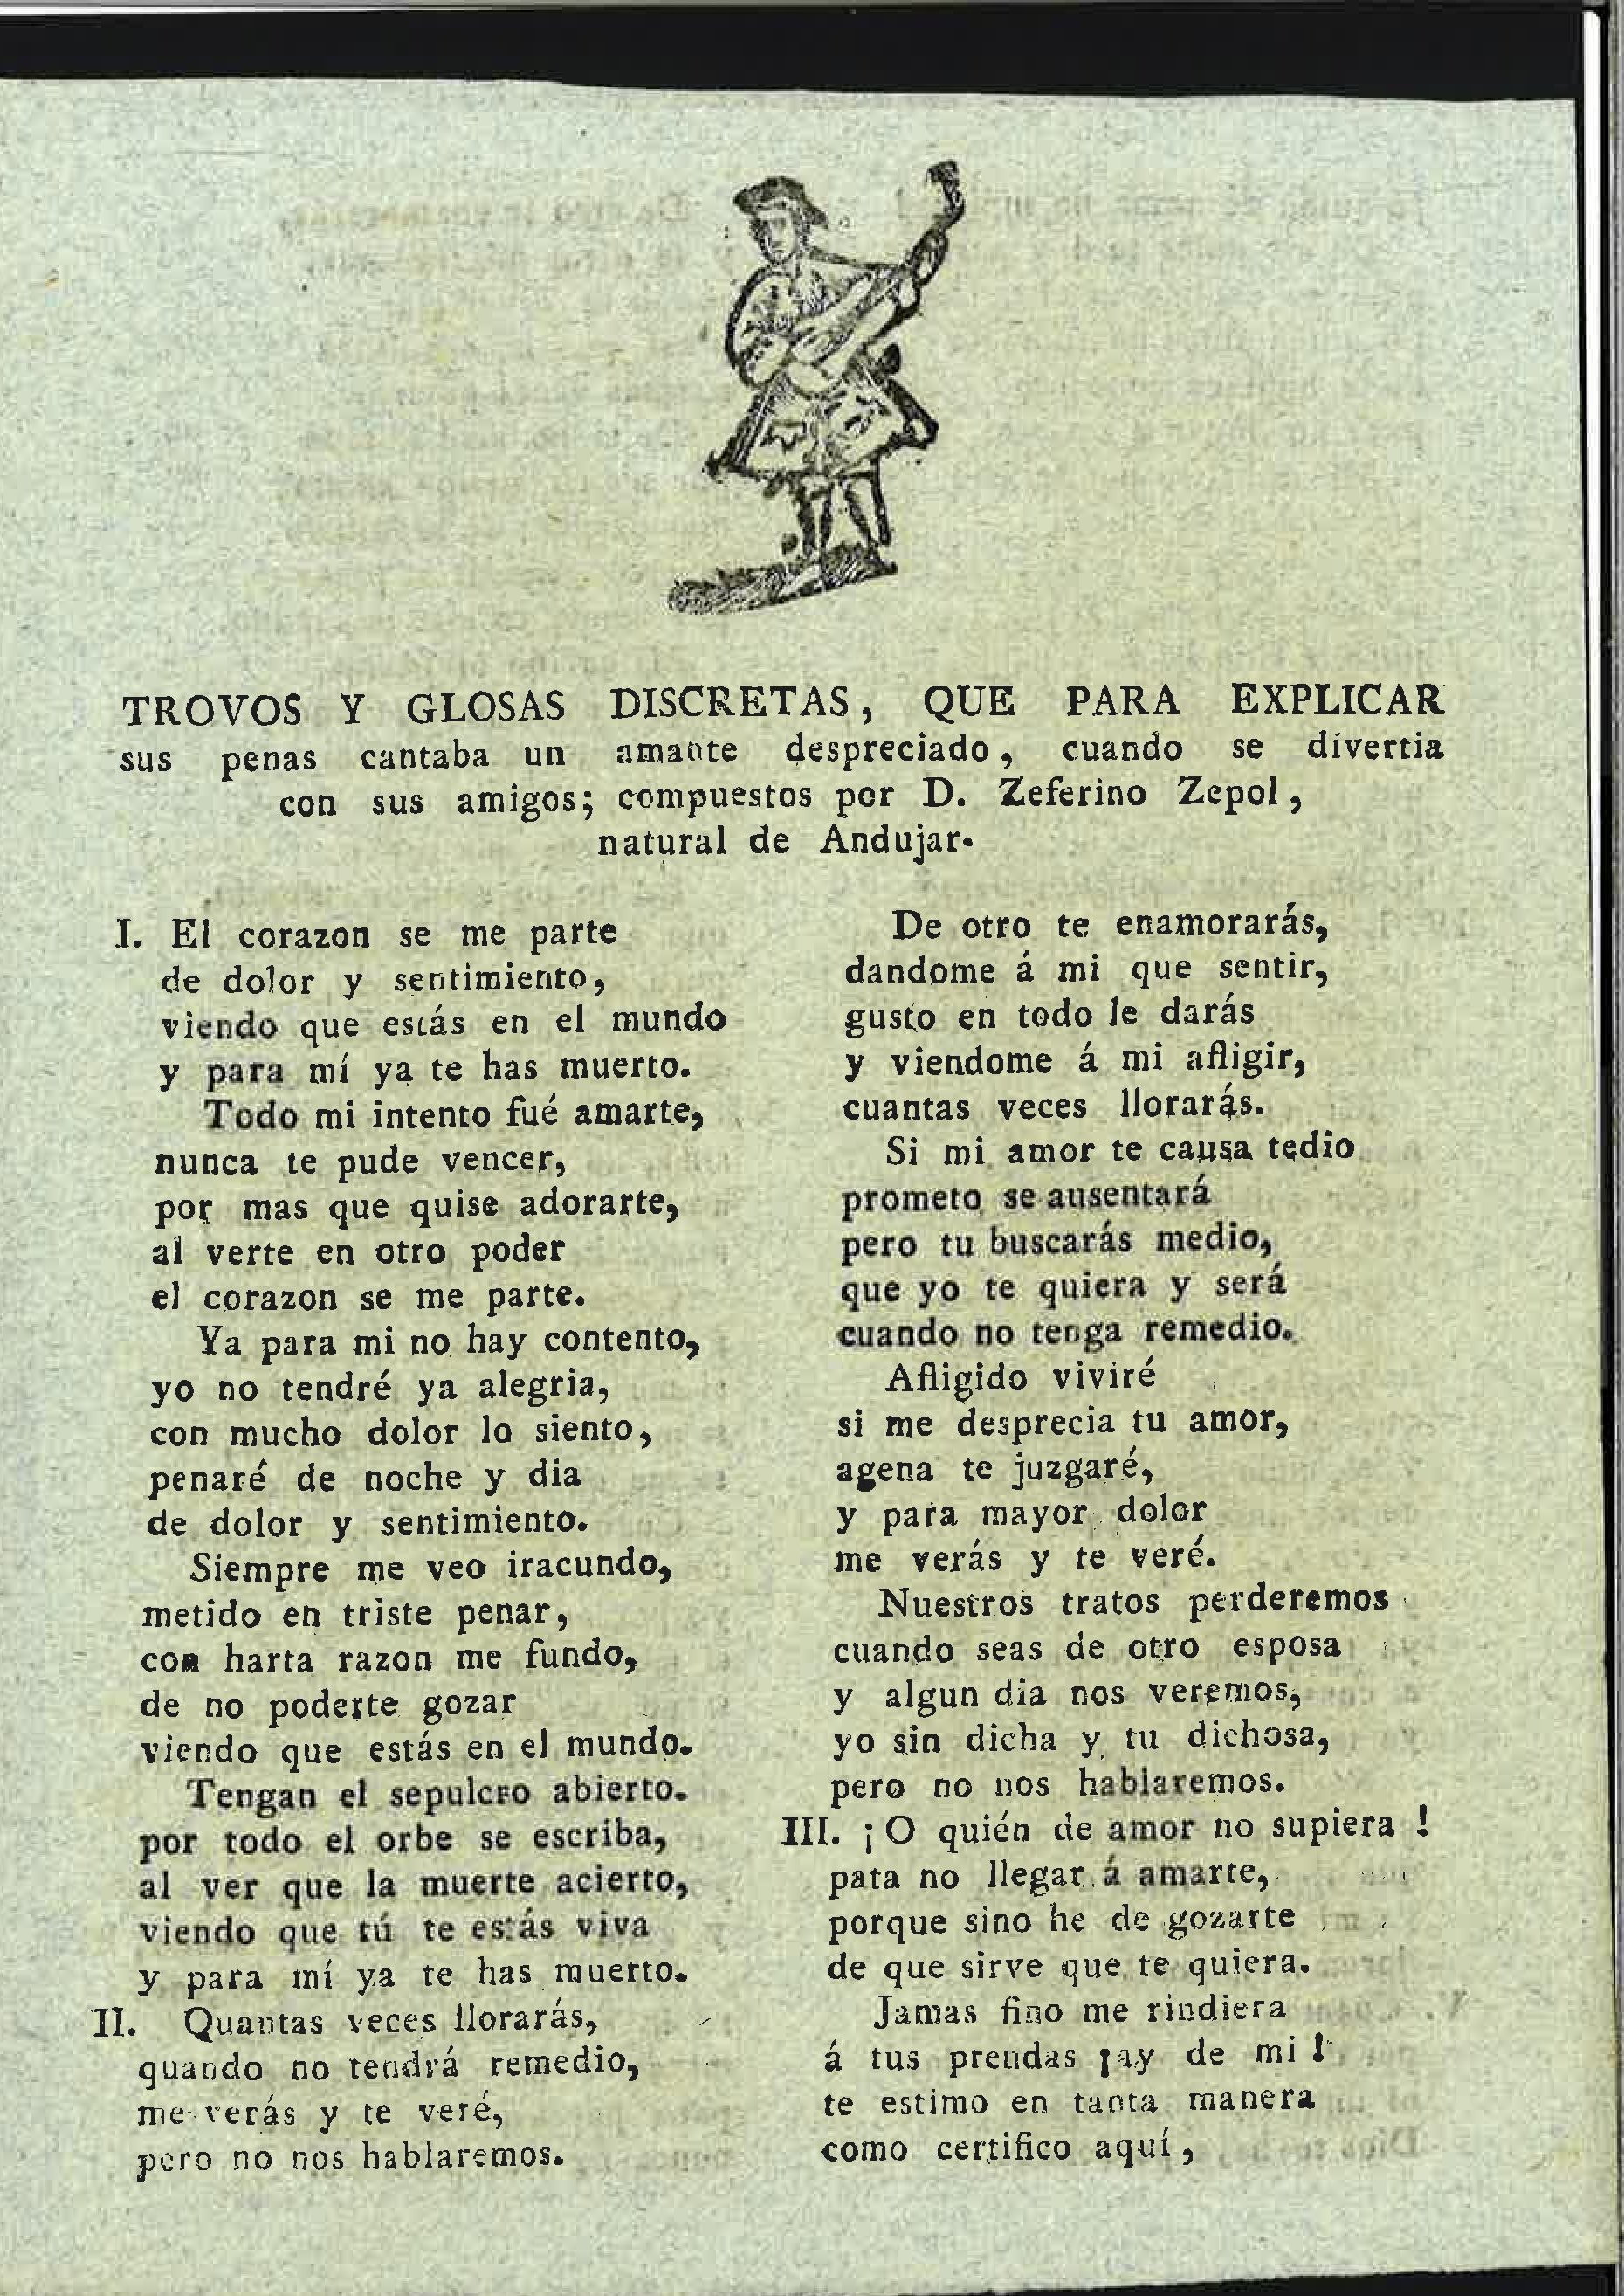 TROVOS Y GLOSAS DISCRETAS, QUE PARA EXPLICAR
sus penas cantaba un amante despreciado, cuando se divertia
con sus amigos; compuestos por D. Zeferino Zepol,
natural de Andujar.
I. El corazon se me parte
de dolor y sentimiento,
viendo que estás en el mundo
y para mí ya te has muerto.
Todo mi intento fué amarte,
nunca te pude vencer,
por mas que quise adorarte,
al verte en otro poder
el corazon se me parte.
Ya para mi no hay contento,
yo no tendré ya alegria,
con mucho dolor lo siento,
penaré de noche y dia
de dolor y sentimiento.
Siempre me veo iracundo,
metido en triste penar,
con harta razon me fundo,
de no poderte gozar
viendo que estás en el mundo.
Tengan el sepulcro abierto.
por todo el orbe se escriba,
al ver que la muerte acierto,
viendo que tú te estás viva
y para mí ya te has muerto.
II. Quantas veces llorarás,
quando no tendrá remedio,
me verás y te veré,
pero no nos hablaremos.
De otro te enamorarás,
dandome á mi que sentir,
gusto en todo le darás
y viendome á mi afligir,
cuantas veces llorarás.
Si mi amor te causa tedio
prometo se ausentará
pero tu buscarás medio,
que yo te quiera y será
cuando no tenga remedio.
Afligido viviré
si me desprecia tu amor,
agena te juzgaré,
y para mayor dolor
me verás y te veré.
Nuestros tratos perderemos
cuando seas de otro esposa
y algun dia nos veremos,
yo sin dicha y tu dichosa,
pero no nos hablaremos.
III. ¡O quién de amor no supiera!
pata no llegar á amarte,
porque sino he de gozarte
de que sirve que te quiera.
Jamas fino me rindiera
á tus prendas ¡ay de mi!
te estimo en tanta manera
como certifico aquí,